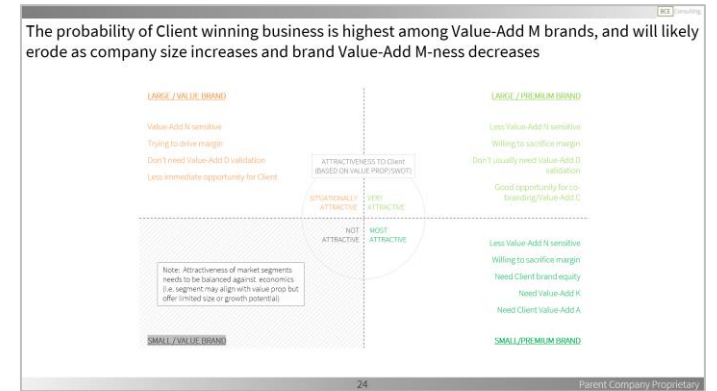 BCE Consulting
The probability of Client winning business is highest among Value-Add M brands, and will likely
erode as company size increases and brand Value-Add M-ness decreases
LARGE / VALUE BRAND
Value-Add N sensitive
Trying to drive margin
Don't need Value-Add D validation
Less immediate opportunity for Client
LARGE / PREMIUM BRAND
Less Value-Add N sensitive
Willing to sacrifice margin
Don't usually need Value-Add D
validation
Good opportunity for co-
branding/Value-Add C
ATTRACTIVENESS TO Client
(BASED ON VALUE PROP/SWOT)
SITUATIONALLY
ATTRACTIVE
VERY
ATTRACTIVE
NOT
ATTRACTIVE
MOST
ATTRACTIVE
Note: Attractiveness of market segments
needs to be balanced against economics
(i.e. segment may align with value prop but
offer limited size or growth potential)
SMALL / VALUE BRAND
Less Value-Add N sensitive
Willing to sacrifice margin
Need Client brand equity
Need Value-Add K
Need Client Value-Add A
SMALL/PREMIUM BRAND
24
Parent Company Proprietary